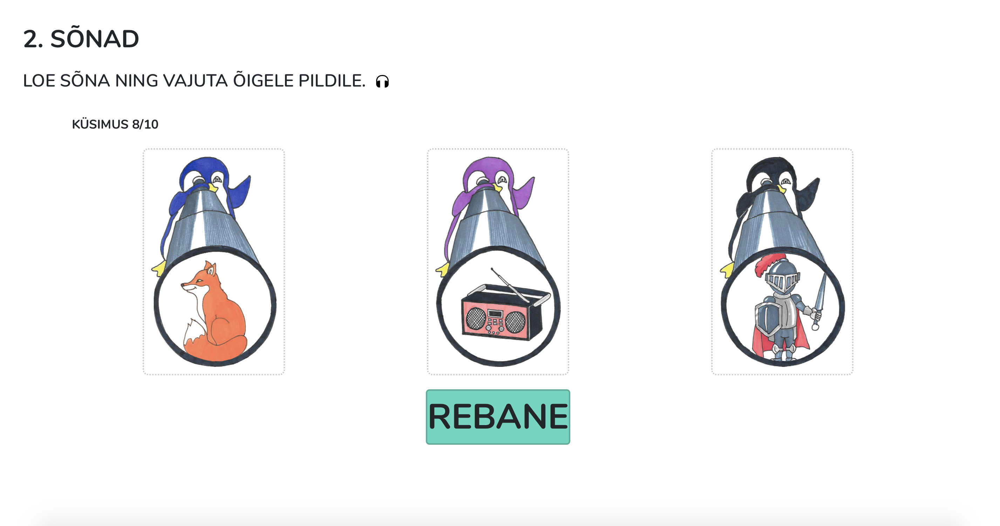 2. SÕNAD
LOE SÕNA NING VAJUTA ÕIGELE PILDILE.
KÜSIMUS 8/10
REBANE